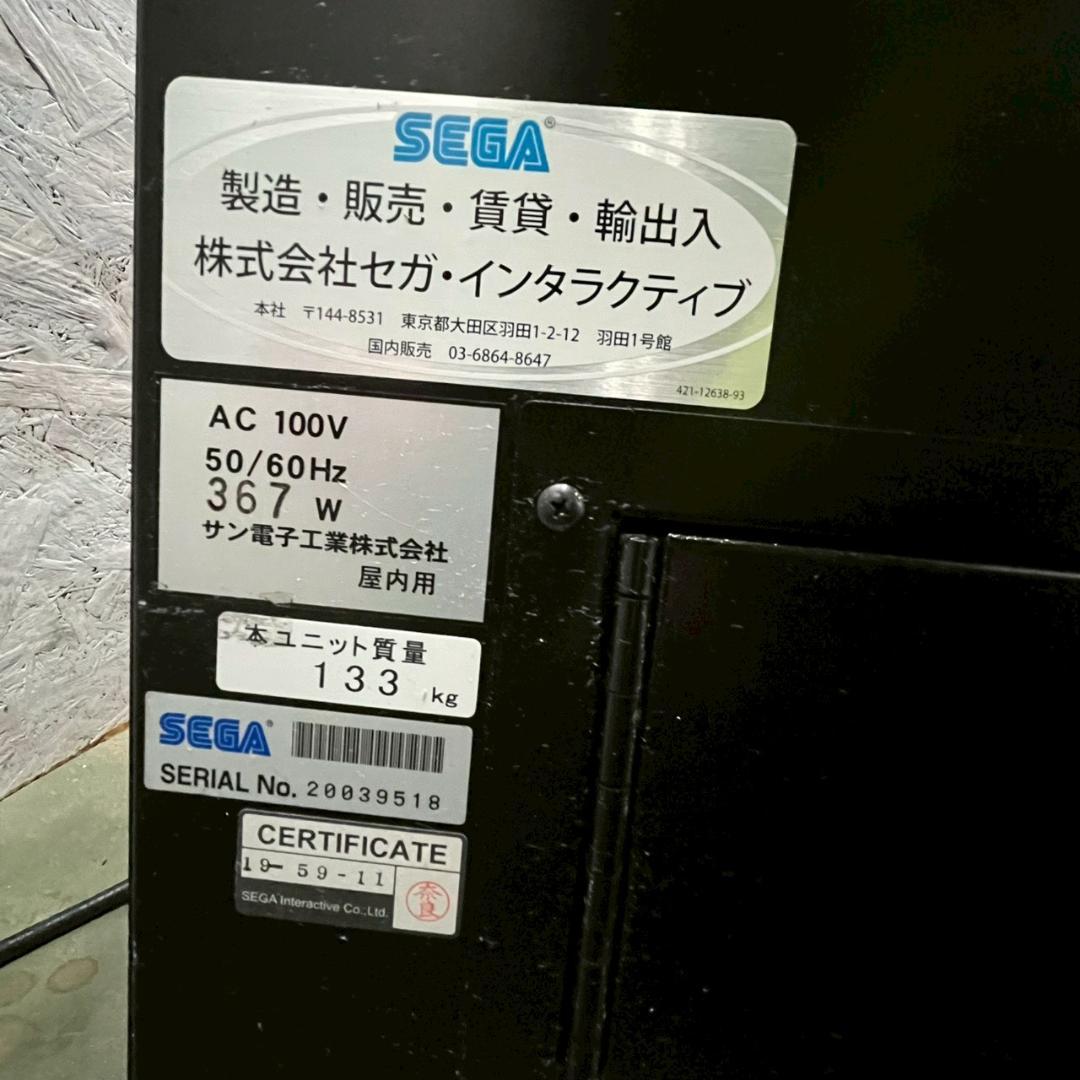 SEGA®
製造・販売・賃貸・輸出入
株式会社セガ・インタラクティブ
本社 〒144-8531 東京都大田区羽田1-2-12 羽田1号館
国内販売 03-6864-8647
421-12638-93
AC 100V
50/60Hz
367 W
サン電子工業株式会社
屋内用
本ユニット質量
133 kg
SEGA®
SERIAL No. 20039518
CERTIFICATE
19-59-11
SEGA Interactive Co.,Ltd.
奈良